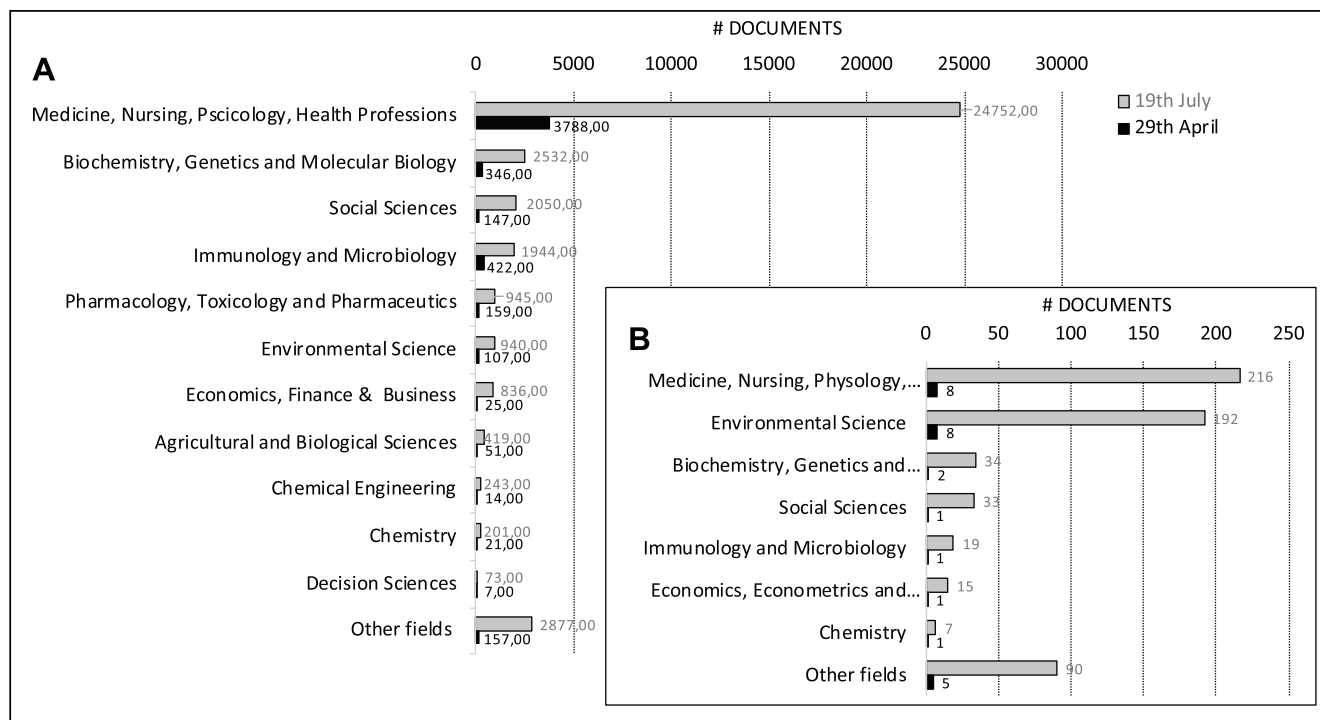 # DOCUMENTS
A
0 5000 10000 15000 20000 25000 30000
19th July
29th April
Medicine, Nursing, Pscicology, Health Professions 24752,00
3788,00
Biochemistry, Genetics and Molecular Biology 2532,00
346,00
Social Sciences 2050,00
147,00
Immunology and Microbiology 1944,00
422,00
Pharmacology, Toxicology and Pharmaceutics 945,00
159,00
Environmental Science 940,00
107,00
Economics, Finance & Business 836,00
25,00
Agricultural and Biological Sciences 419,00
51,00
Chemical Engineering 243,00
14,00
Chemistry 201,00
21,00
Decision Sciences 73,00
7,00
Other fields 2877,00
157,00
# DOCUMENTS
B
0 50 100 150 200 250
Medicine, Nursing, Physology,... 216
8
Environmental Science 192
8
Biochemistry, Genetics and... 34
2
Social Sciences 33
1
Immunology and Microbiology 19
1
Economics, Econometrics and... 15
1
Chemistry 7
1
Other fields 90
5